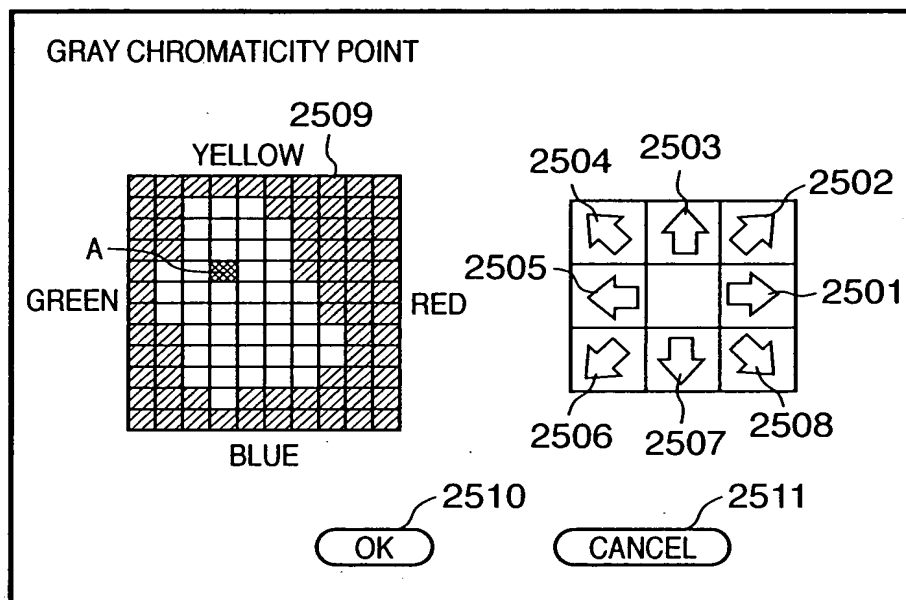 GRAY CHROMATICITY POINT
2509
YELLOW
A
GREEN
RED
BLUE
2504
2503
2502
2505
2501
2506
2507
2508
2510
OK
2511
CANCEL